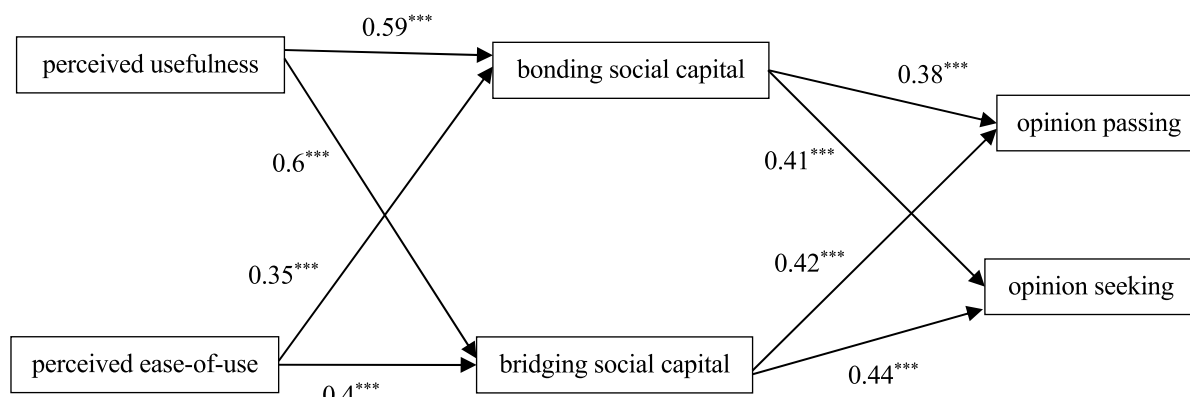 0.59***
perceived usefulness
bonding social capital
0.38***
opinion passing
0.6***
0.41***
0.35***
0.42***
opinion seeking
perceived ease-of-use
bridging social capital
0.4***
0.44***